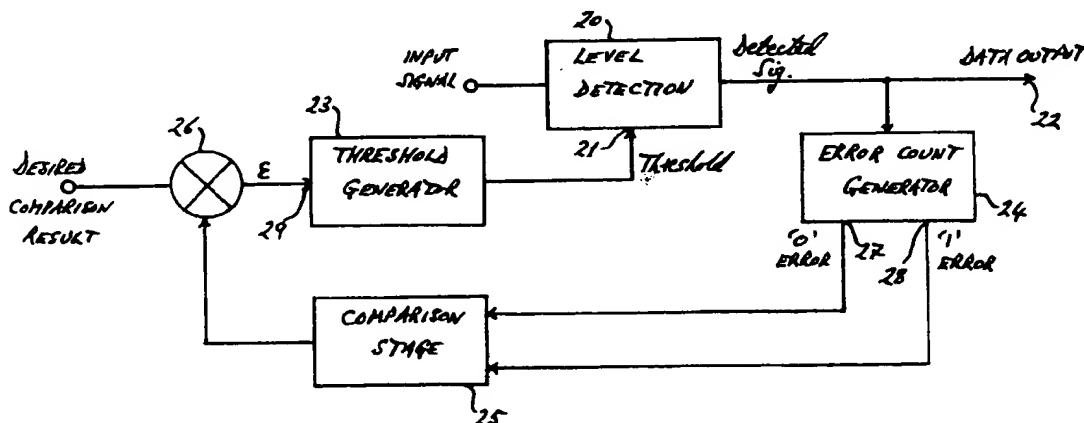 20
INPUT
SIGNAL
LEVEL
DETECTION
Detected
Sig.
DATA OUTPUT
22
21
Threshold
23
THRESHOLD
GENERATOR
29
26
ε
DESIRED
COMPARISON
RESULT
ERROR COUNT
GENERATOR
24
'0'
ERROR
27
28
'1'
ERROR
COMPARISON
STAGE
25